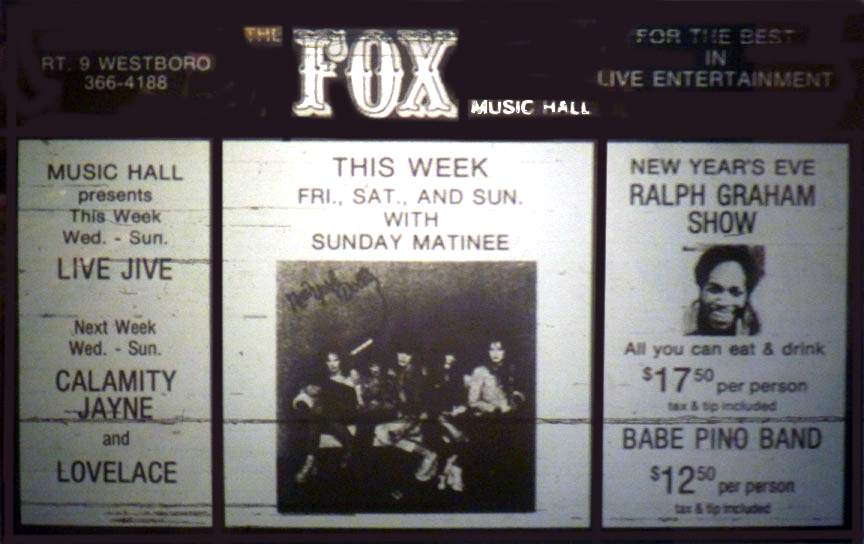 RT. 9 WESTBORO
366-4188
THE FOX MUSIC HALL
FOR THE BEST
IN
LIVE ENTERTAINMENT
MUSIC HALL
presents
This Week
Wed. - Sun.
LIVE JIVE
Next Week
Wed. - Sun.
CALAMITY
JAYNE
and
LOVELACE
THIS WEEK
FRI., SAT., AND SUN.
WITH
SUNDAY MATINEE
NEW YEAR'S EVE
RALPH GRAHAM
SHOW
All you can eat & drink
$17 50 per person
tax & tip included
BABE PINO BAND
$12 50 per person
tax & tip included